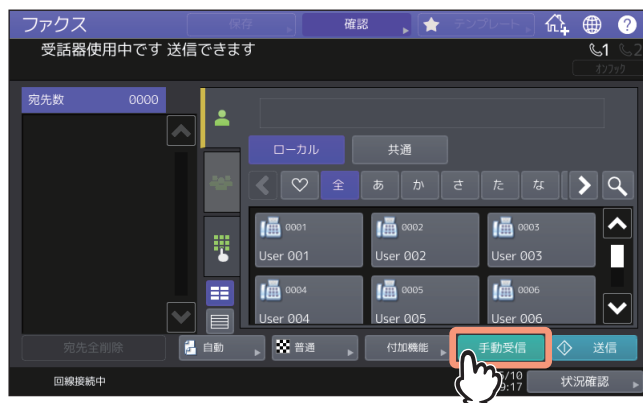 ファクス 保存 確認 テンプレート
受話器使用中です 送信できます
1 2
オンフック
宛先数 0000
ローカル 共通
全 あ か さ た な
0001 0002 0003
User 001 User 002 User 003
0004 0005 0006
User 004 User 005 User 006
宛先全削除 自動 普通 付加機能 手動受信 送信
回線接続中 /10 状況確認
:17